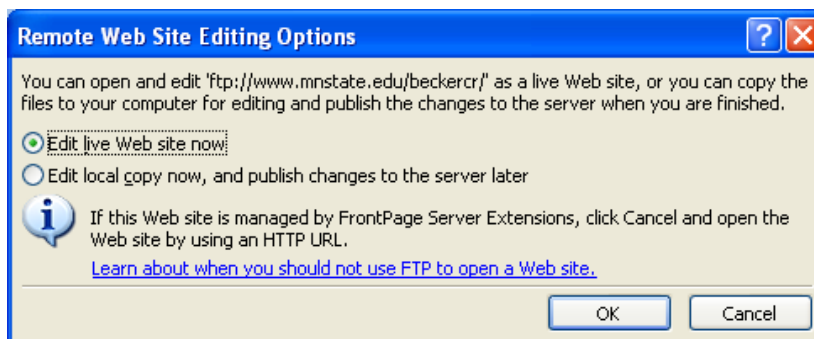 Remote Web Site Editing Options
You can open and edit 'ftp://www.mnstate.edu/beckercr/' as a live Web site, or you can copy the
files to your computer for editing and publish the changes to the server when you are finished.
Edit live Web site now
Edit local copy now, and publish changes to the server later
If this Web site is managed by FrontPage Server Extensions, click Cancel and open the
Web site by using an HTTP URL.
Learn about when you should not use FTP to open a Web site.
OK Cancel